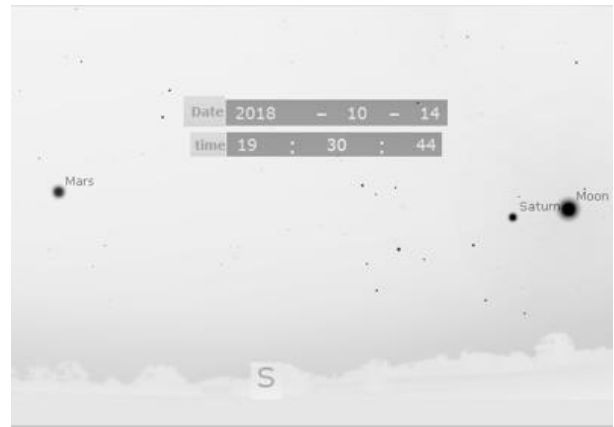 Date 2018 - 10 - 14
time 19 : 30 : 44
Mars
Moon
Saturn
S